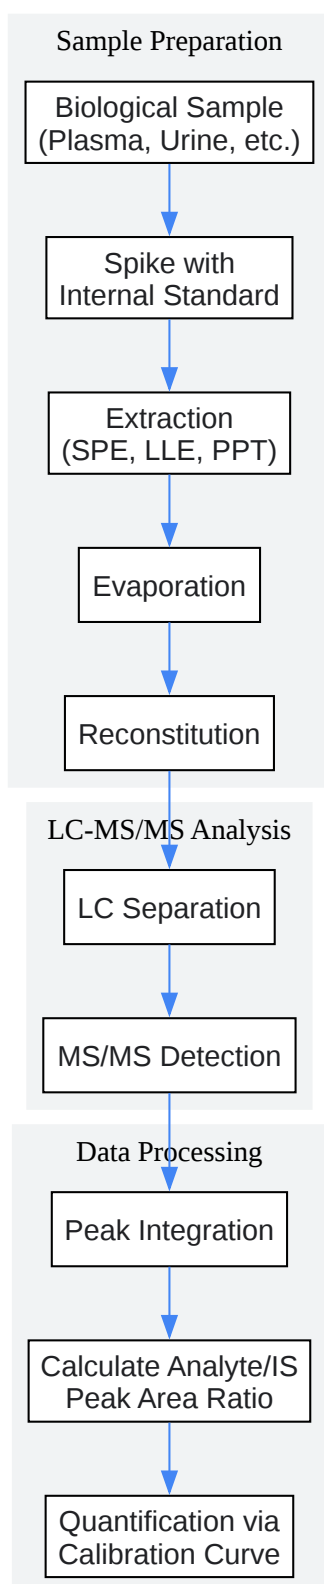 Sample Preparation
Biological Sample
(Plasma, Urine, etc.)
Spike with
Internal Standard
Extraction
(SPE, LLE, PPT)
Evaporation
Reconstitution
LC-MS/MS Analysis
LC Separation
MS/MS Detection
Data Processing
Peak Integration
Calculate Analyte/IS
Peak Area Ratio
Quantification via
Calibration Curve